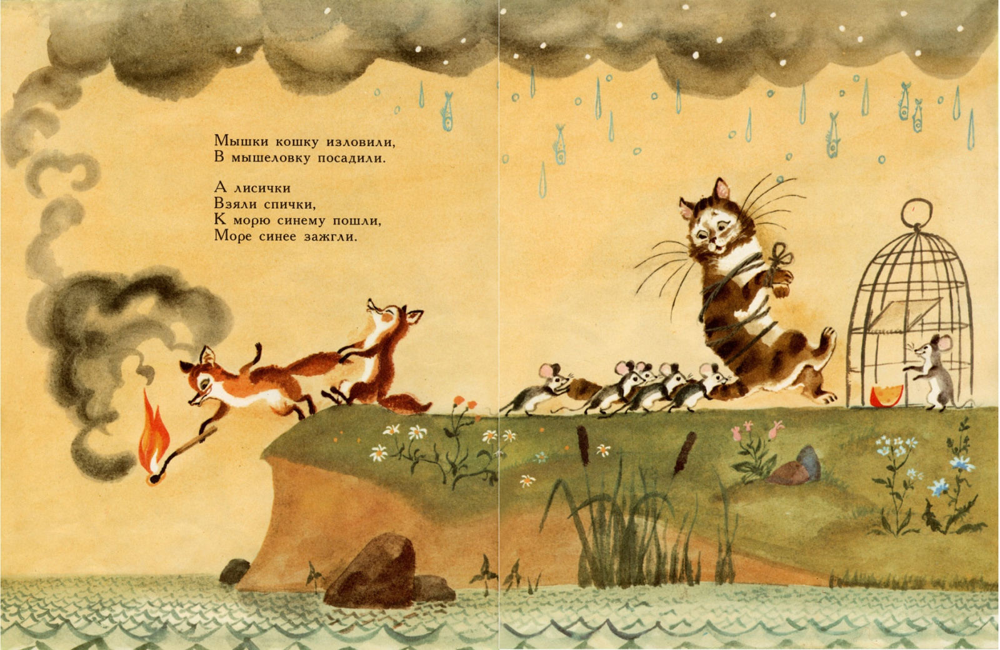 Мышки кошку изловили,
В мышеловку посадили.
А лисички
Взяли спички,
К морю синему пошли,
Море синее зажгли.